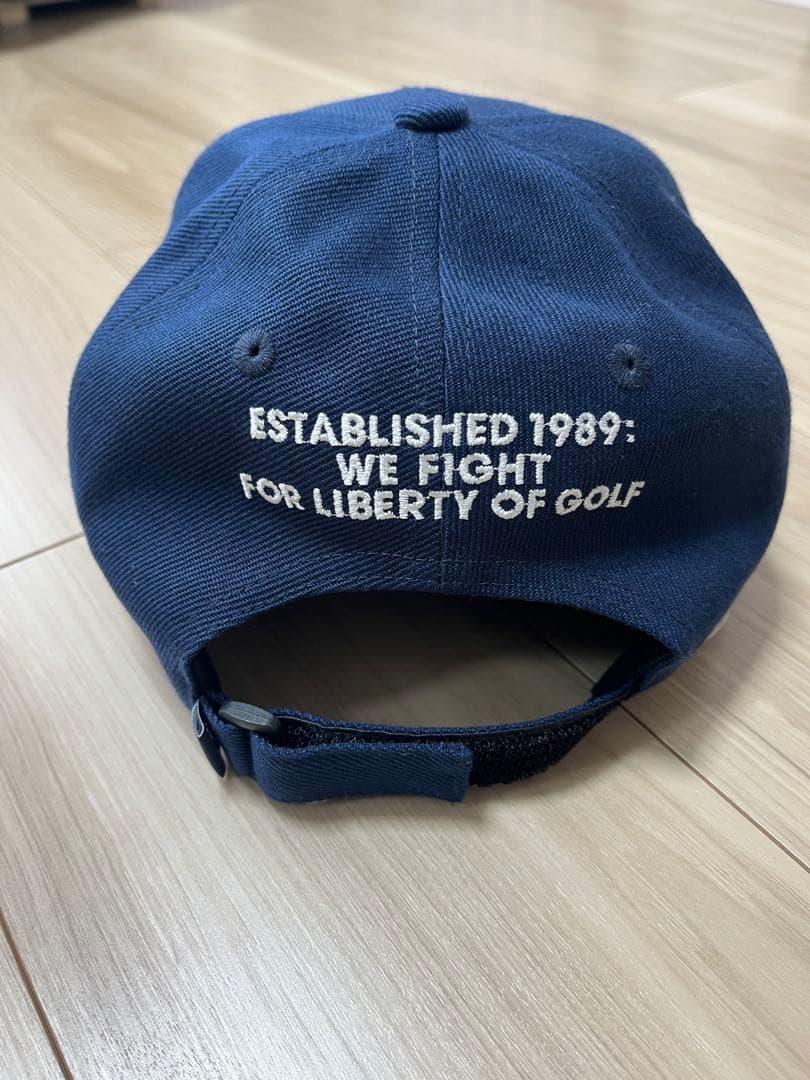 ESTABLISHED 1989:
WE FIGHT
FOR LIBERTY OF GOLF